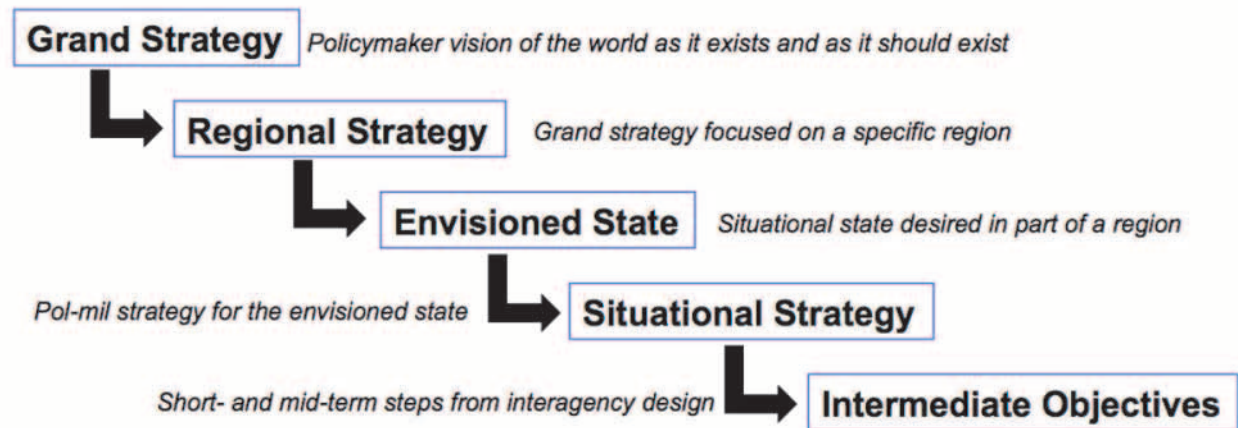 Grand Strategy Policymaker vision of the world as it exists and as it should exist
Regional Strategy Grand strategy focused on a specific region
Envisioned State Situational state desired in part of a region
Pol-mil strategy for the envisioned state Situational Strategy
Short- and mid-term steps from interagency design Intermediate Objectives